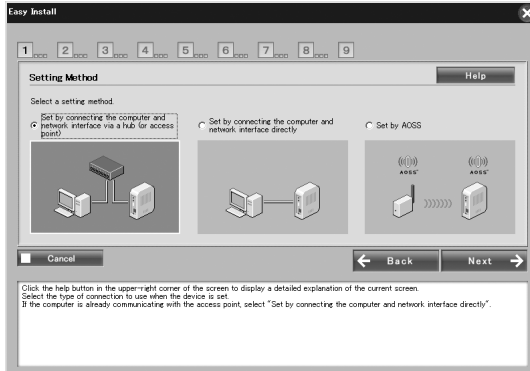 Easy Install
1 2 3 4 5 6 7 8 9
Setting Method
Help
Select a setting method.
Set by connecting the computer and
network interface via a hub (or access
point)
Set by connecting the computer and
network interface directly
Set by AOSS
AOSS AOSS
Cancel
Back
Next
Click the help button in the upper-right corner of the screen to display a detailed explanation of the current screen.
Select the type of connection to use when the device is set.
If the computer is already communicating with the access point, select "Set by connecting the computer and network interface directly".